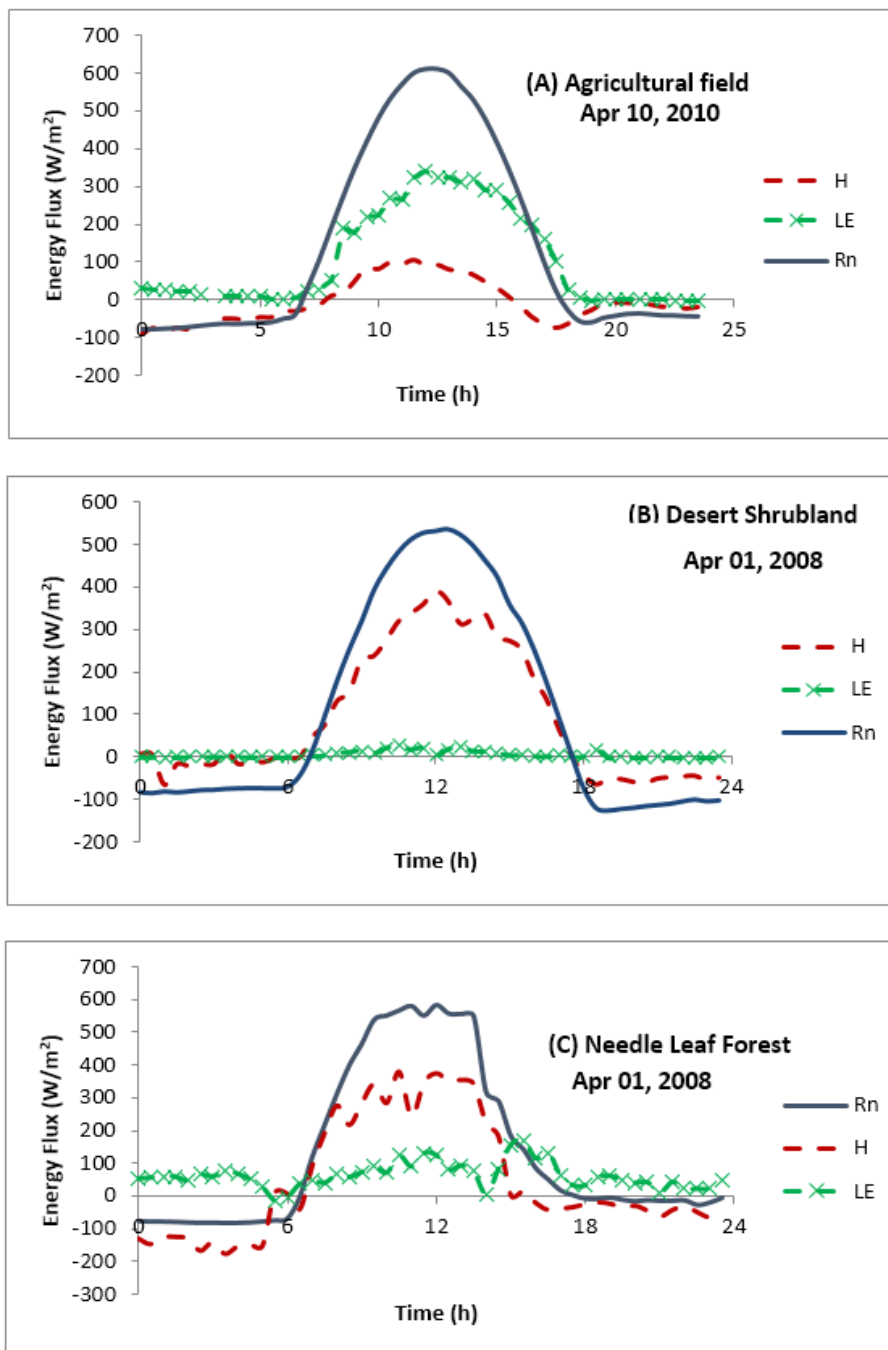 (A) Agricultural field
Apr 10, 2010
Energy Flux (W/m²)
700
600
500
400
300
200
100
0
-100
-200
0
5
10
15
20
25
Time (h)
H
LE
Rn
(B) Desert Shrubland
Apr 01, 2008
Energy Flux (W/m²)
600
500
400
300
200
100
0
-100
-200
0
6
12
18
24
Time (h)
H
LE
Rn
(C) Needle Leaf Forest
Apr 01, 2008
Energy Flux (W/m²)
700
600
500
400
300
200
100
0
-100
-200
-300
0
6
12
18
24
Time (h)
Rn
H
LE